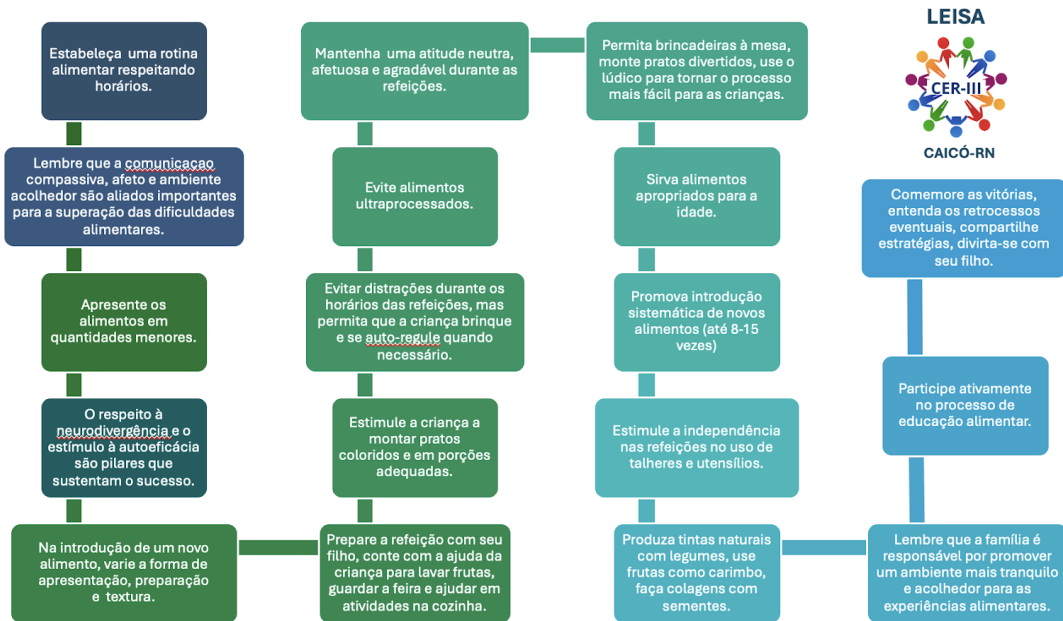 Estabeleça uma rotina
alimentar respeitando
horários.
Lembre que a comunicaçao
compassiva, afeto e ambiente
acolhedor são aliados importantes
para a superação das dificuldades
alimentares.
Apresente os
alimentos em
quantidades menores.
O respeito à
neurodivergência e o
estímulo à autoeficácia
são pilares que
sustentam o sucesso.
Na introdução de um novo
alimento, varie a forma de
apresentação, preparação
e textura.
Prepare a refeição com seu
filho, conte com a ajuda da
criança para lavar frutas,
guardar a feira e ajudar em
atividades na cozinha.
Estimule a criança a
montar pratos
coloridos e em porções
adequadas.
Evitar distrações durante os
horários das refeições, mas
permita que a criança brinque
e se auto-regule quando
necessário.
Evite alimentos
ultraprocessados.
Mantenha uma atitude neutra,
afetuosa e agradável durante as
refeições.
Permita brincadeiras à mesa,
monte pratos divertidos, use o
lúdico para tornar o processo
mais fácil para as crianças.
Sirva alimentos
apropriados para a
idade.
Promova introdução
sistemática de novos
alimentos (até 8-15
vezes)
Estimule a independência
nas refeições no uso de
talheres e utensílios.
Produza tintas naturais
com legumes, use
frutas como carimbo,
faça colagens com
sementes.
Lembre que a família é
responsável por promover
um ambiente mais tranquilo
e acolhedor para as
experiências alimentares.
Participe ativamente
no processo de
educação alimentar.
Comemore as vitórias,
entenda os retrocessos
eventuais, compartilhe
estratégias, divirta-se com
seu filho.
LEISA
CER-III
CAICÓ-RN